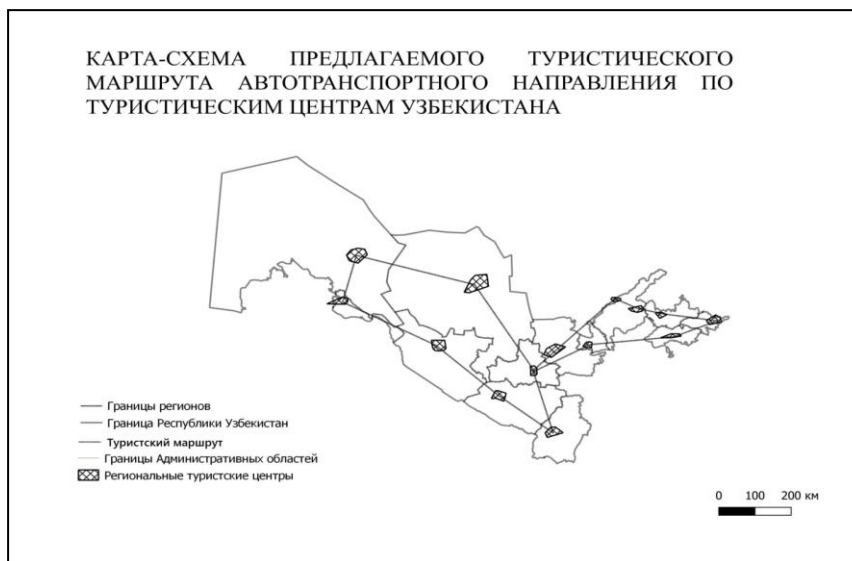 КАРТА-СХЕМА ПРЕДЛАГАЕМОГО ТУРИСТИЧЕСКОГО
МАРШРУТА АВТОТРАНСПОРТНОГО НАПРАВЛЕНИЯ ПО
ТУРИСТИЧЕСКИМ ЦЕНТРАМ УЗБЕКИСТАНА
Границы регионов
Граница Республики Узбекистан
Туристский маршрут
Границы Административных областей
Региональные туристские центры
0 100 200 км